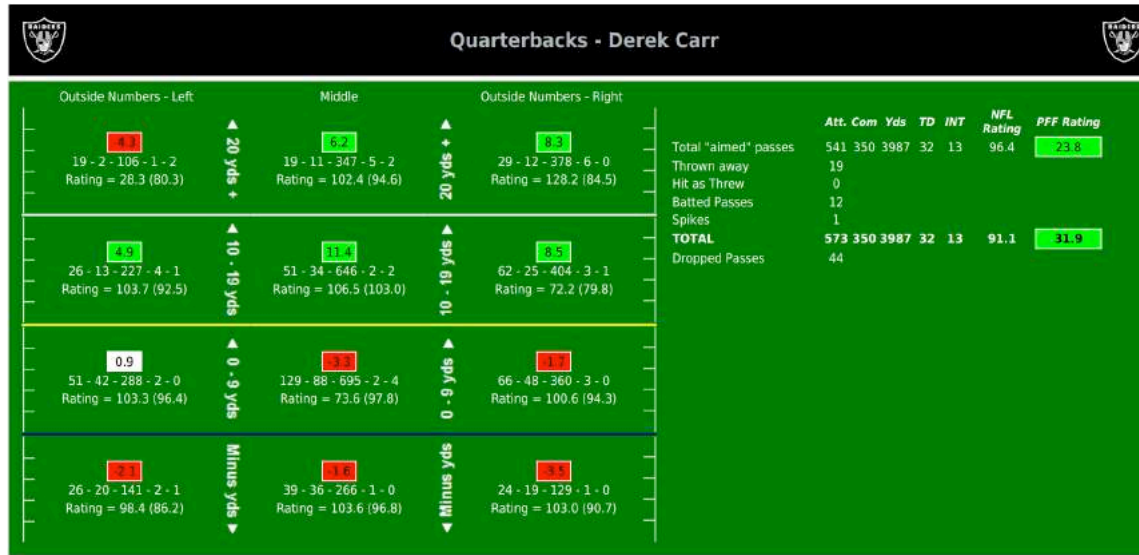 RAIDERS
RAIDERS
Quarterbacks - Derek Carr
Outside Numbers - Left Middle Outside Numbers - Right
-4.3 6.2 8.3
19 - 2 - 106 - 1 - 2 19 - 11 - 347 - 5 - 2 29 - 12 - 378 - 6 - 0
Rating = 28.3 (80.3) Rating = 102.4 (94.6) Rating = 128.2 (84.5)
20 yds +
20 yds +
4.9 11.4 8.5
26 - 13 - 227 - 4 - 1 51 - 34 - 646 - 2 - 2 62 - 25 - 404 - 3 - 1
Rating = 103.7 (92.5) Rating = 106.5 (103.0) Rating = 72.2 (79.8)
10 - 19 yds
10 - 19 yds
0.9 -3.3 -1.7
51 - 42 - 288 - 2 - 0 129 - 88 - 695 - 2 - 4 66 - 48 - 360 - 3 - 0
Rating = 103.3 (96.4) Rating = 73.6 (97.8) Rating = 100.6 (94.3)
0 - 9 yds
0 - 9 yds
-2.1 -1.6 -3.5
26 - 20 - 141 - 2 - 1 39 - 36 - 266 - 1 - 0 24 - 19 - 129 - 1 - 0
Rating = 98.4 (86.2) Rating = 103.6 (96.8) Rating = 103.0 (90.7)
Minus yds
Minus yds
Att. Com Yds TD INT NFL Rating PFF Rating
Total "aimed" passes 541 350 3987 32 13 96.4 23.8
Thrown away 19
Hit as Threw 0
Batted Passes 12
Spikes 1
TOTAL 573 350 3987 32 13 91.1 31.9
Dropped Passes 44